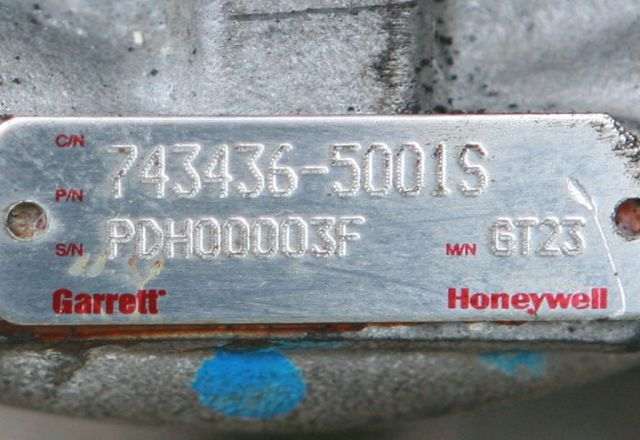 C/N
P/N 743436-5001S
S/N PDH00003F M/N GT23
Garrett Honeywell